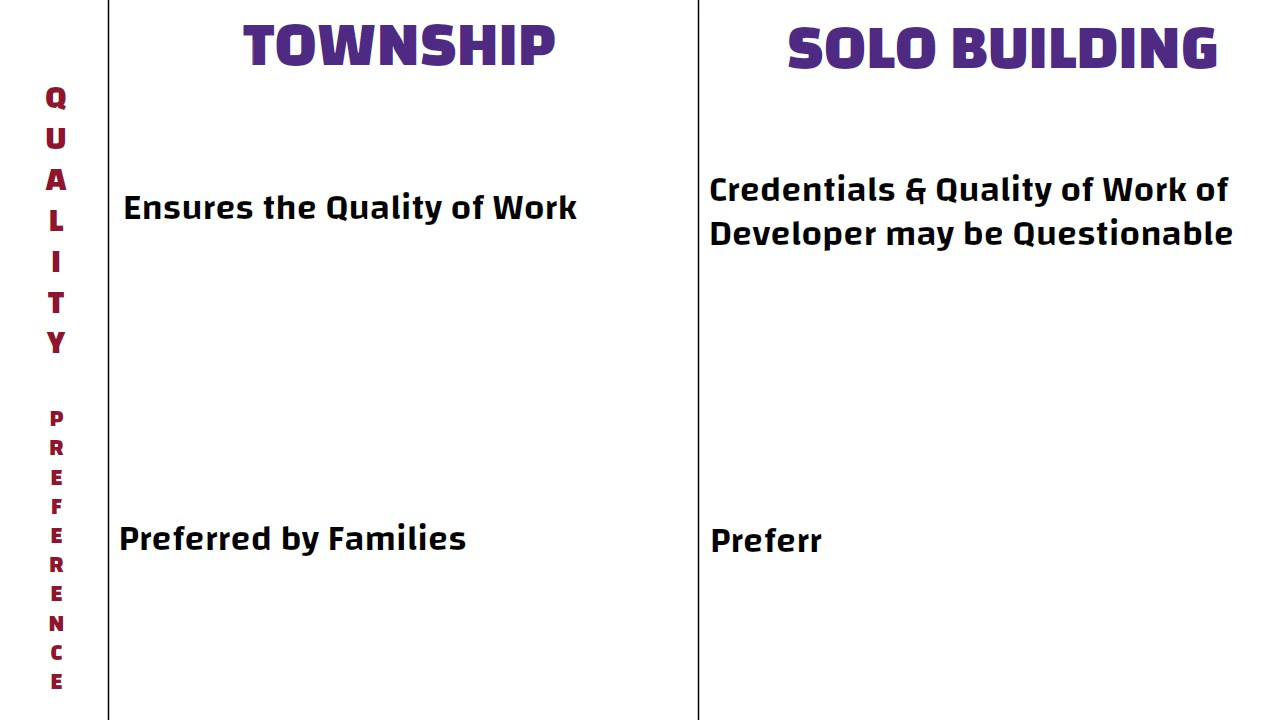 TOWNSHIP
SOLO BUILDING
QUALITY
Ensures the Quality of Work
Credentials & Quality of Work of
Developer may be Questionable
PREFERENCE
Preferred by Families
Preferr